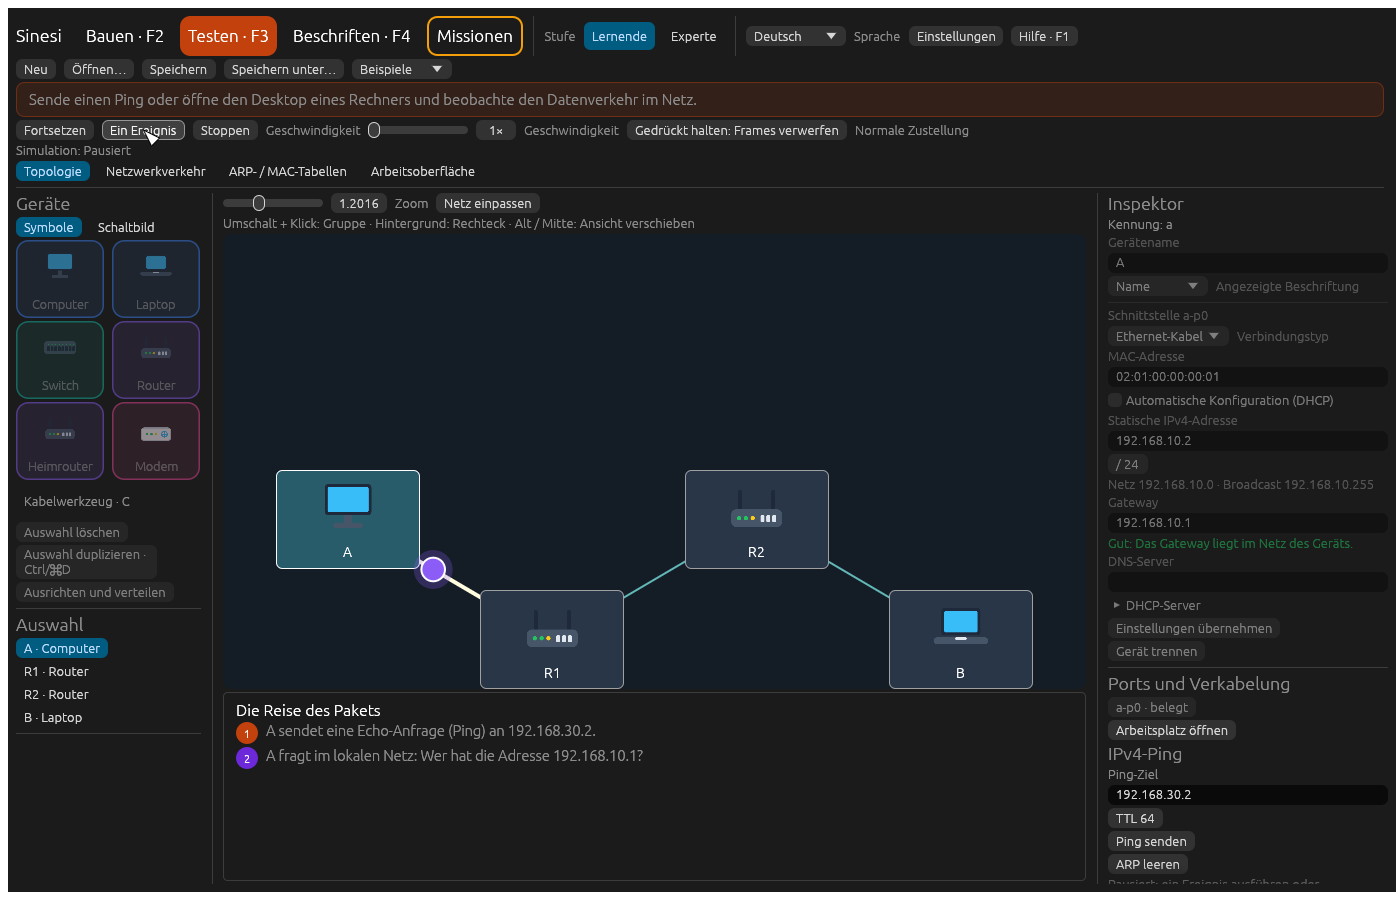 Sinesi Bauen · F2 Testen · F3 Beschriften · F4 Missionen Stufe Lernende Experte Deutsch Sprache Einstellungen Hilfe · F1
Neu Öffnen... Speichern Speichern unter... Beispiele
Sende einen Ping oder öffne den Desktop eines Rechners und beobachte den Datenverkehr im Netz.
Fortsetzen Ein Ereignis Stoppen Geschwindigkeit 1× Geschwindigkeit Gedrückt halten: Frames verwerfen Normale Zustellung
Simulation: Pausiert
Topologie Netzwerkverkehr ARP- / MAC-Tabellen Arbeitsoberfläche
Geräte
Symbole Schaltbild
Computer Laptop
Switch Router
Heimrouter Modem
Kabelwerkzeug · C
Auswahl löschen
Auswahl duplizieren ·
Ctrl/⌘D
Ausrichten und verteilen
Auswahl
A · Computer
R1 · Router
R2 · Router
B · Laptop
1.2016 Zoom Netz einpassen
Umschalt + Klick: Gruppe · Hintergrund: Rechteck · Alt / Mitte: Ansicht verschieben
A
R2
R1
B
Die Reise des Pakets
1 A sendet eine Echo-Anfrage (Ping) an 192.168.30.2.
2 A fragt im lokalen Netz: Wer hat die Adresse 192.168.10.1?
Inspektor
Kennung: a
Gerätename
A
Name Angezeigte Beschriftung
Schnittstelle a-p0
Ethernet-Kabel Verbindungstyp
MAC-Adresse
02:01:00:00:00:01
Automatische Konfiguration (DHCP)
Statische IPv4-Adresse
192.168.10.2
/ 24
Netz 192.168.10.0 · Broadcast 192.168.10.255
Gateway
192.168.10.1
Gut: Das Gateway liegt im Netz des Geräts.
DNS-Server
DHCP-Server
Einstellungen übernehmen
Gerät trennen
Ports und Verkabelung
a-p0 · belegt
Arbeitsplatz öffnen
IPv4-Ping
Ping-Ziel
192.168.30.2
TTL 64
Ping senden
ARP leeren
Pausiert: ein Ereignis ausführen oder